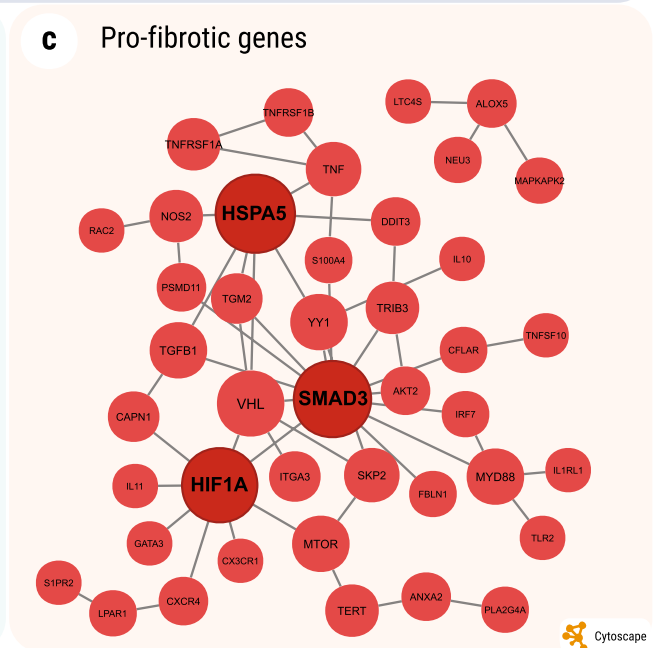 c Pro-fibrotic genes
LTC4S
ALOX5
TNFRSF1B
TNFRSF1A
NEU3
TNF
MAPKAPK2
HSPA5
NOS2
DDIT3
RAC2
S100A4
IL10
PSMD11
TGM2
YY1
TRIB3
TNFSF10
TGFB1
CFLAR
AKT2
SMAD3
VHL
CAPN1
IRF7
IL1RL1
SKP2
ITGA3
MYD88
HIF1A
IL11
FBLN1
TLR2
GATA3
MTOR
CX3CR1
S1PR2
CXCR4
ANXA2
LPAR1
TERT
PLA2G4A
Cytoscape